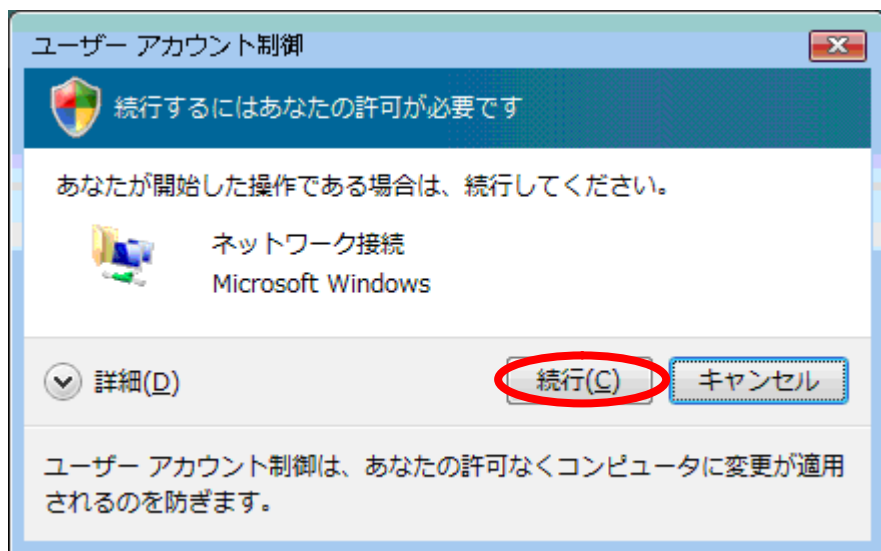 ユーザー アカウント制御
続行するにはあなたの許可が必要です
あなたが開始した操作である場合は、続行してください。
ネットワーク接続
Microsoft Windows
詳細(D)
続行(C)
キャンセル
ユーザー アカウント制御は、あなたの許可なくコンピュータに変更が適用
されるのを防ぎます。